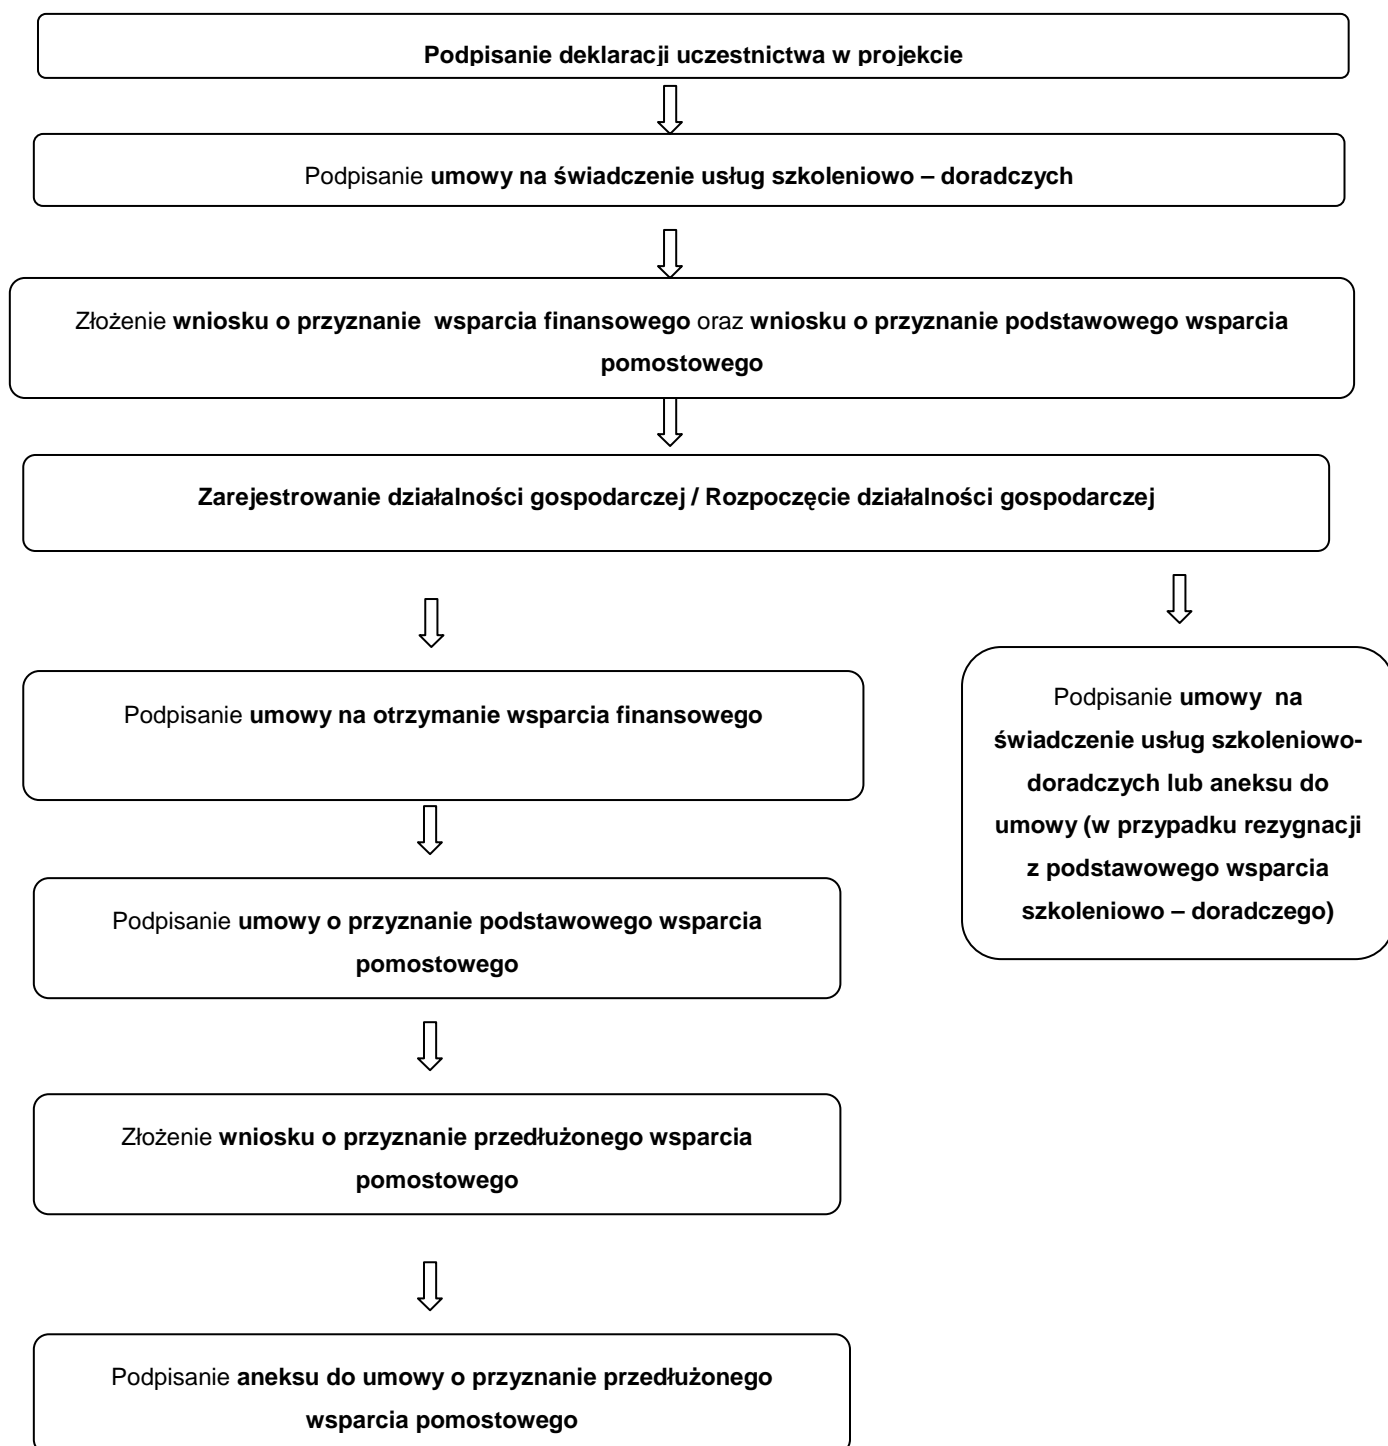 Podpisanie deklaracji uczestnictwa w projekcie
Podpisanie umowy na świadczenie usług szkoleniowo – doradczych
Złożenie wniosku o przyznanie wsparcia finansowego oraz wniosku o przyznanie podstawowego wsparcia
pomostowego
Zarejestrowanie działalności gospodarczej / Rozpoczęcie działalności gospodarczej
Podpisanie umowy na otrzymanie wsparcia finansowego
Podpisanie umowy o przyznanie podstawowego wsparcia
pomostowego
Złożenie wniosku o przyznanie przedłużonego wsparcia
pomostowego
Podpisanie aneksu do umowy o przyznanie przedłużonego
wsparcia pomostowego
Podpisanie umowy na
świadczenie usług szkoleniowo-
doradczych lub aneksu do
umowy (w przypadku rezygnacji
z podstawowego wsparcia
szkoleniowo – doradczego)